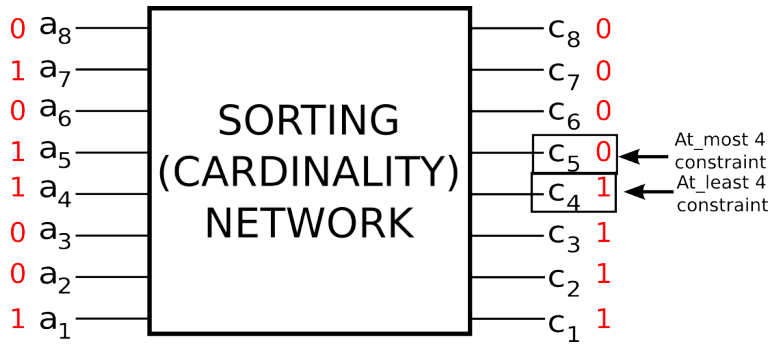 0 a8 c8 0
1 a7 c7 0
0 a6 c6 0
1 a5 c5 0
1 a4 c4 1
0 a3 c3 1
0 a2 c2 1
1 a1 c1 1
SORTING
(CARDINALITY)
NETWORK
At_most 4
constraint
At_least 4
constraint